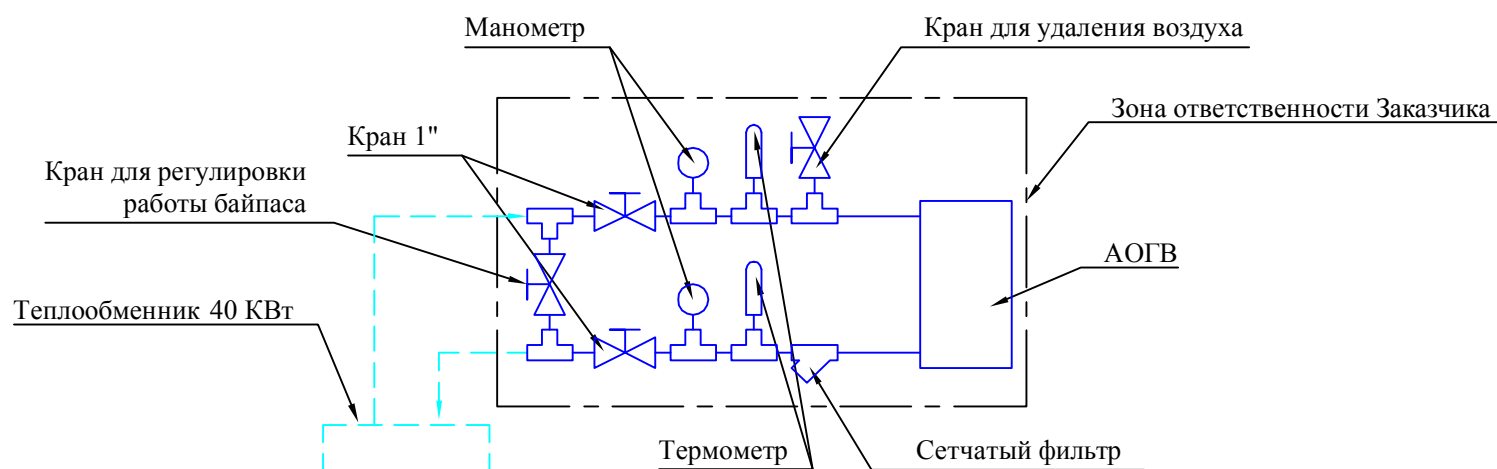 Манометр
Кран для удаления воздуха
Зона ответственности Заказчика
Кран 1"
Кран для регулировки
работы байпаса
АОГВ
Теплообменник 40 КВт
Термометр
Сетчатый фильтр